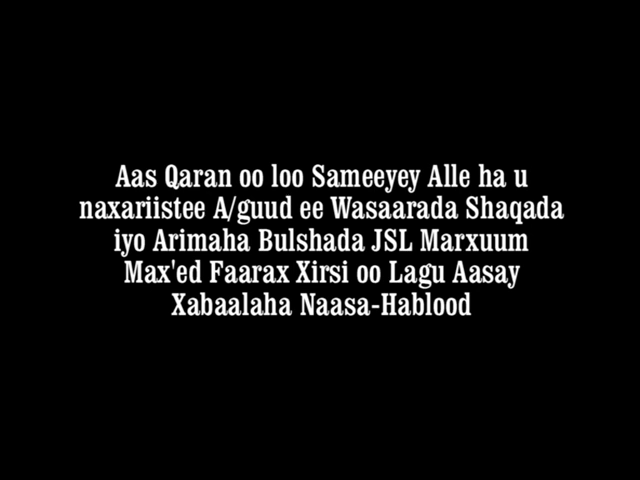 Aas Qaran oo loo Sameeyey Alle ha u
naxariistee A/guud ee Wasaarada Shaqada
iyo Arimaha Bulshada JSL Marxuum
Max'ed Faarax Xirsi oo Lagu Aasay
Xabaalaha Naasa-Hablood